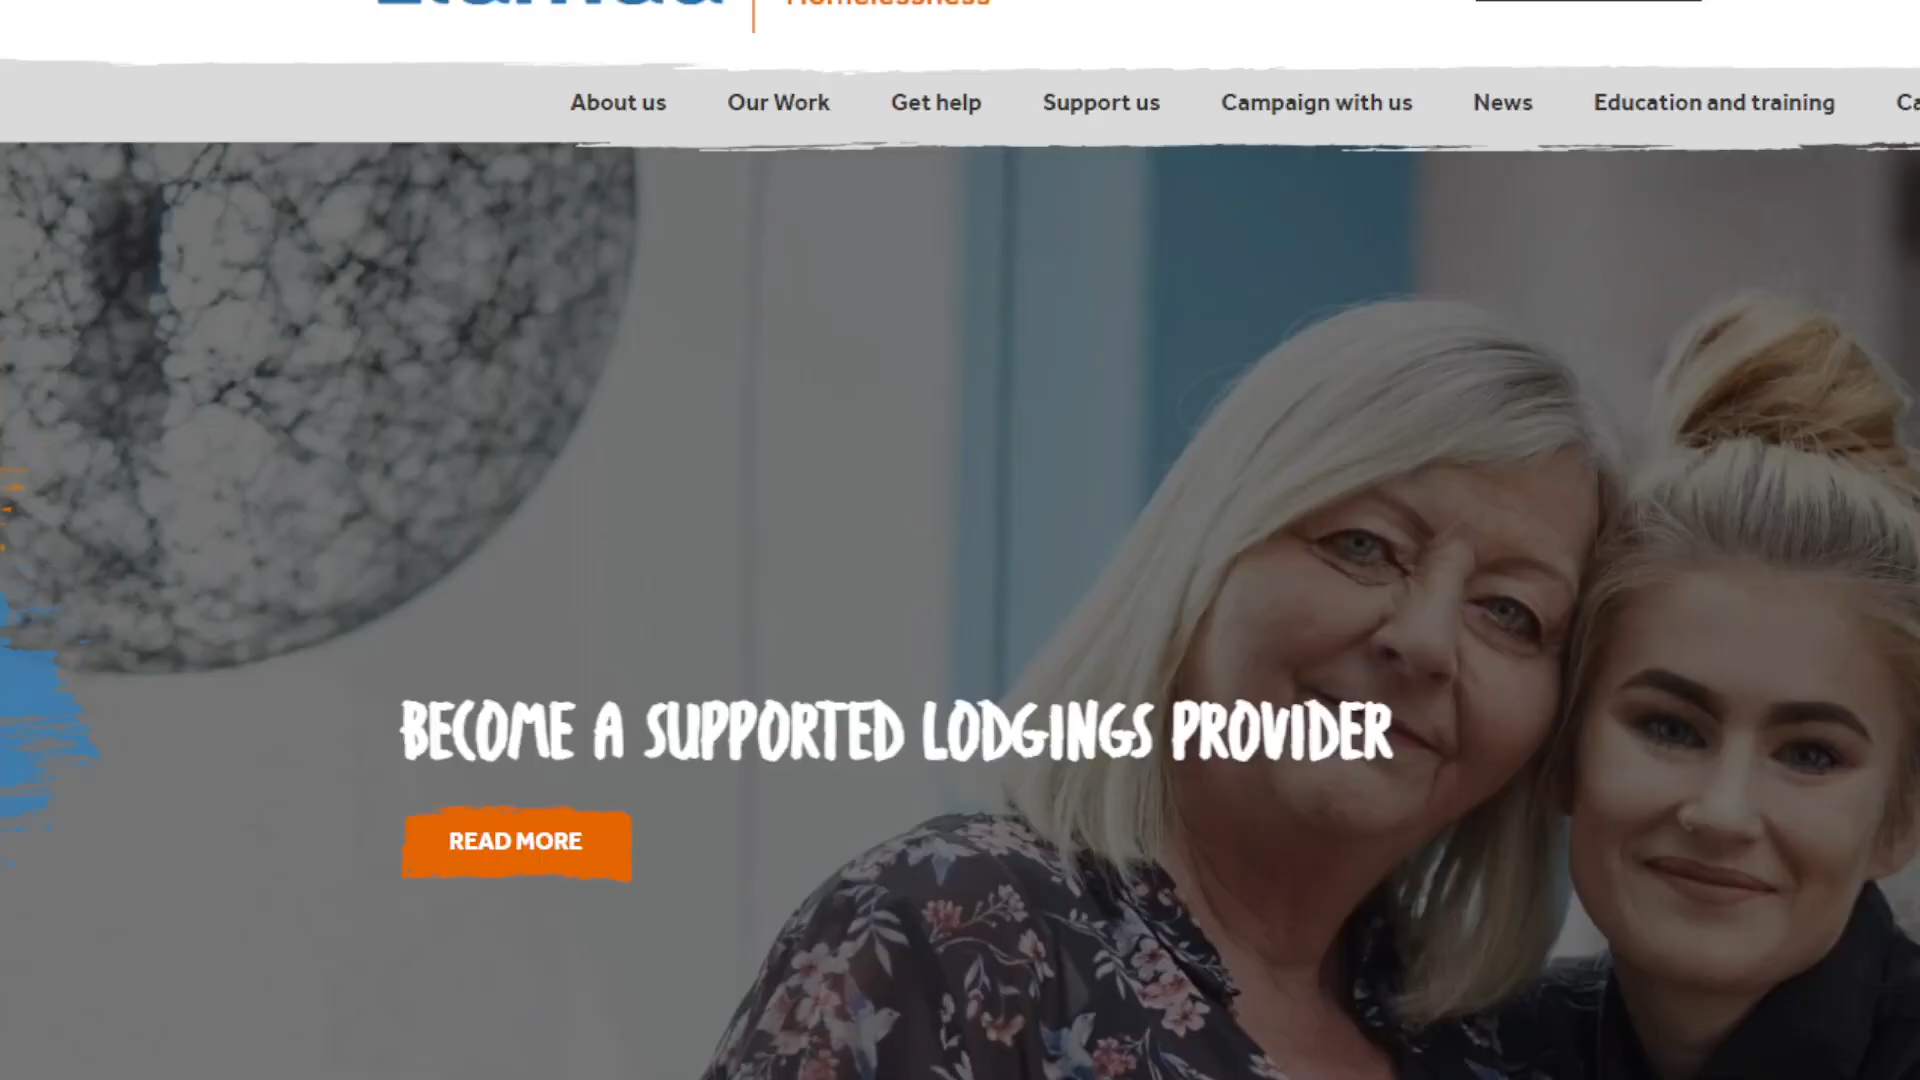 Homelessness
About us Our Work Get help Support us Campaign with us News Education and training
BECOME A SUPPORTED LODGINGS PROVIDER
READ MORE